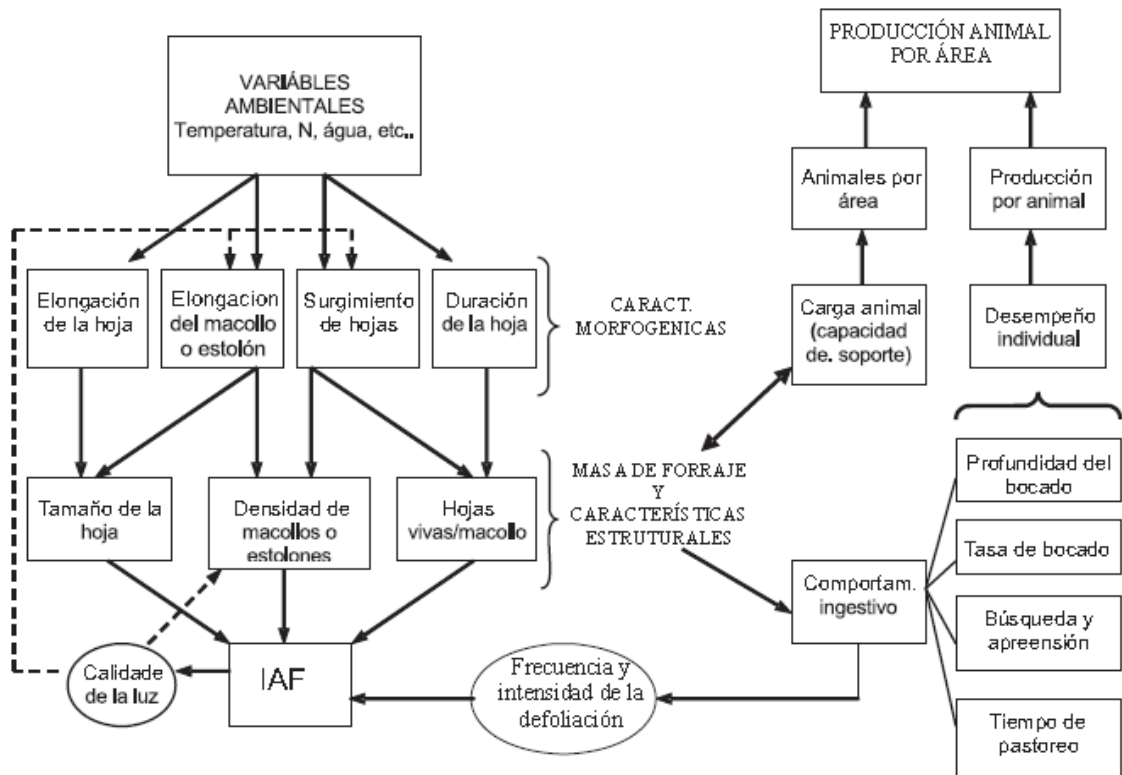 PRODUCCIÓN ANIMAL
POR ÁREA
VARIÁBLES
AMBIENTALES
Temperatura, N, água, etc..
Animales por
área
Producción
por animal
Elongación
de la hoja
Elongacion
del macollo
o estolón
Surgimiento
de hojas
Duración
de la hoja
CARACT.
MORFOGENICAS
Carga animal
(capacidad
de. soporte)
Desempeño
individual
Tamaño de la
hoja
Densidad de
macollos o
estolones
Hojas
vivas/macollo
MASA DE FORRAJE
Y
CARACTERÍSTICAS
ESTRUTURALES
Profundidad del
bocado
Tasa de bocado
Comportam.
ingestivo
Búsqueda y
apreensión
Tiempo de
pastoreo
Calidade
de la luz
IAF
Frecuencia y
intensidad de la
defoliación